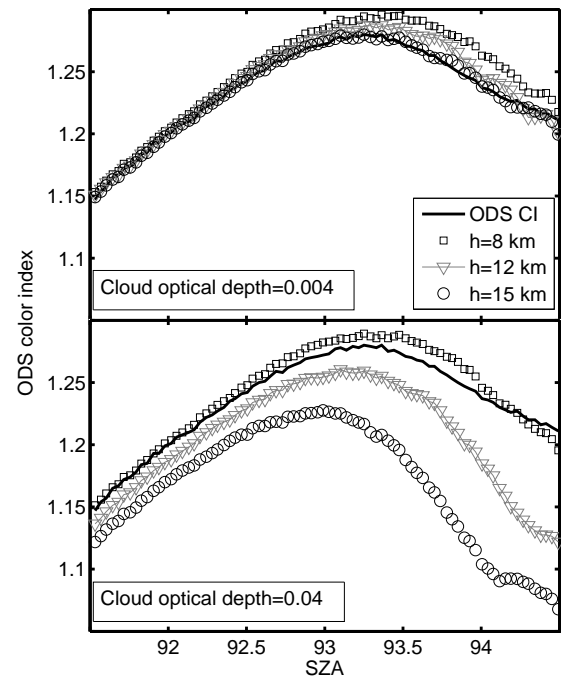 1.25
1.2
1.15
1.1
ODS CI
h=8 km
h=12 km
h=15 km
Cloud optical depth=0.004
ODS color index
1.25
1.2
1.15
1.1
Cloud optical depth=0.04
92 92.5 93 93.5 94
SZA